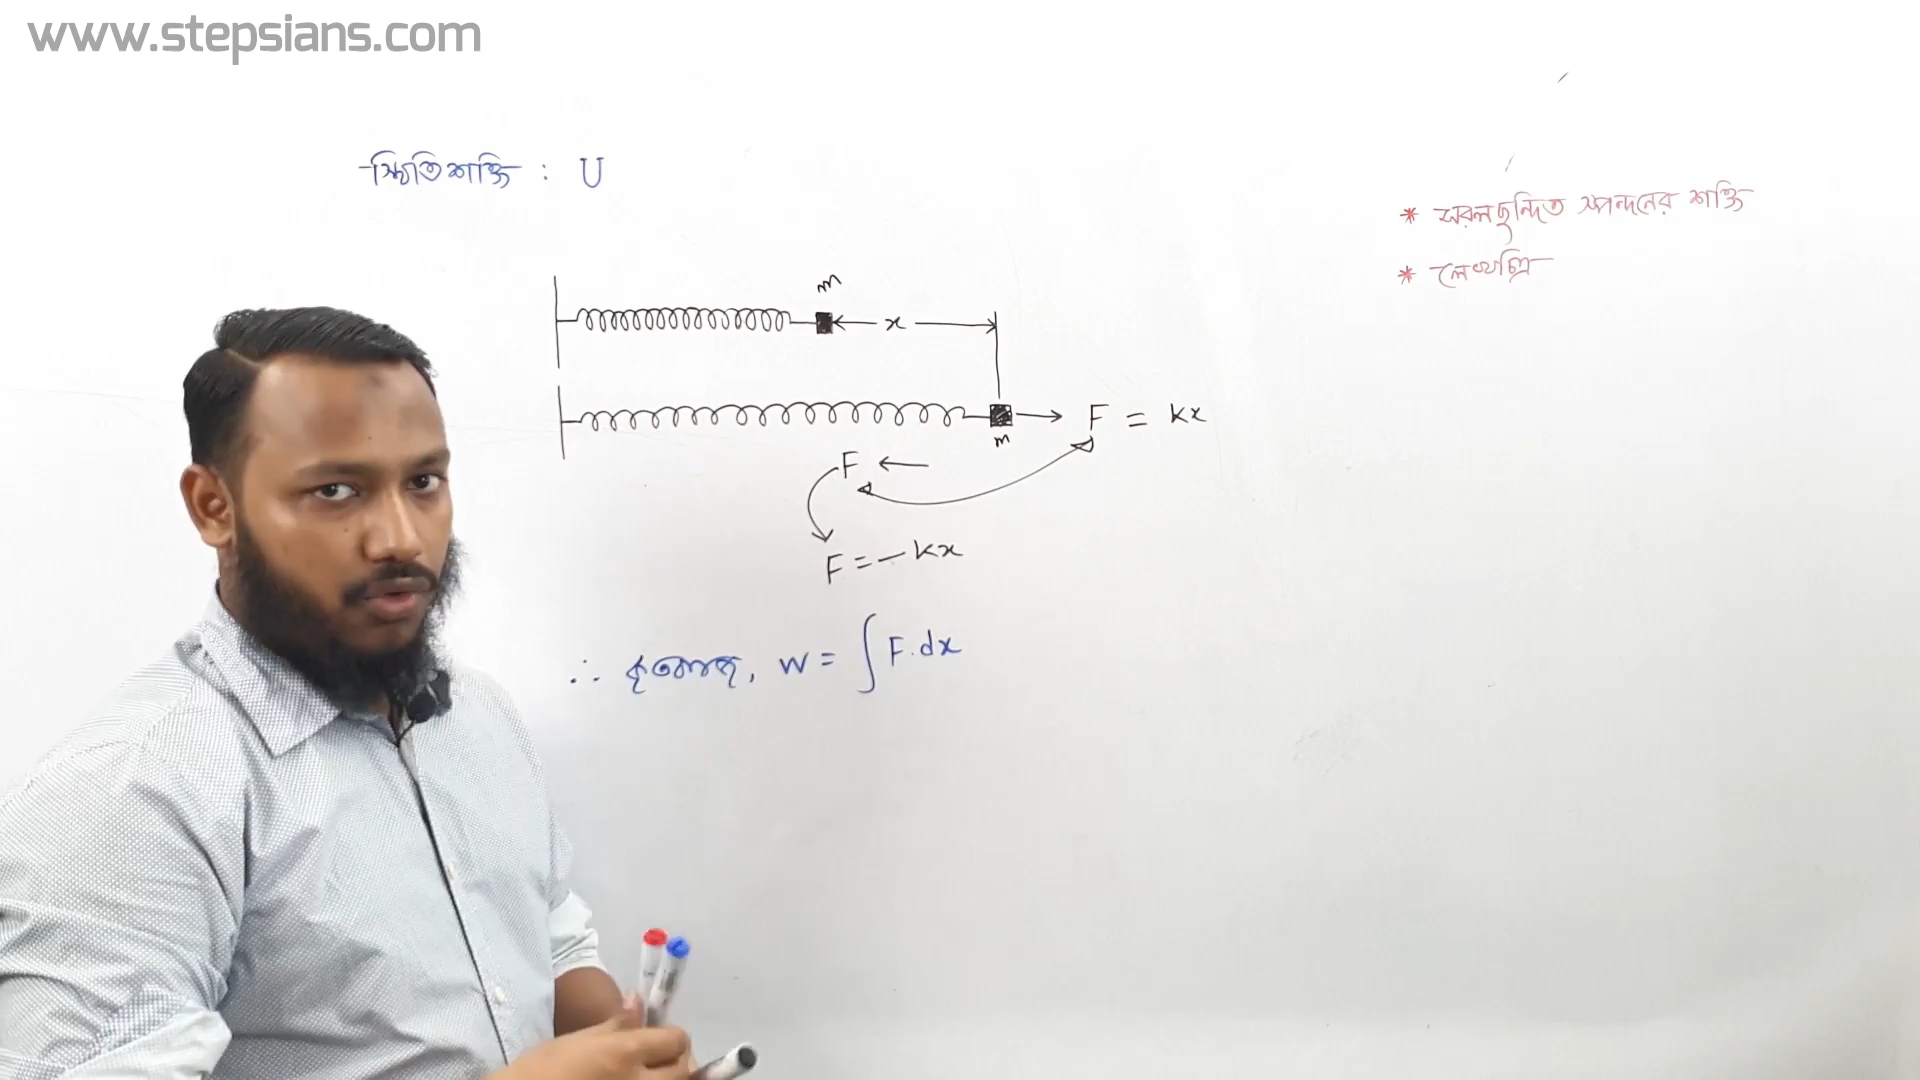 www.stepsians.com
স্থিতিশক্তি : U
* সরলছন্দিত স্পন্দনের শক্তি
* লেখচিত্র
m
x
F = kx
m
F
F = -kx
∴ কৃতকাজ, W = ∫ F.dx